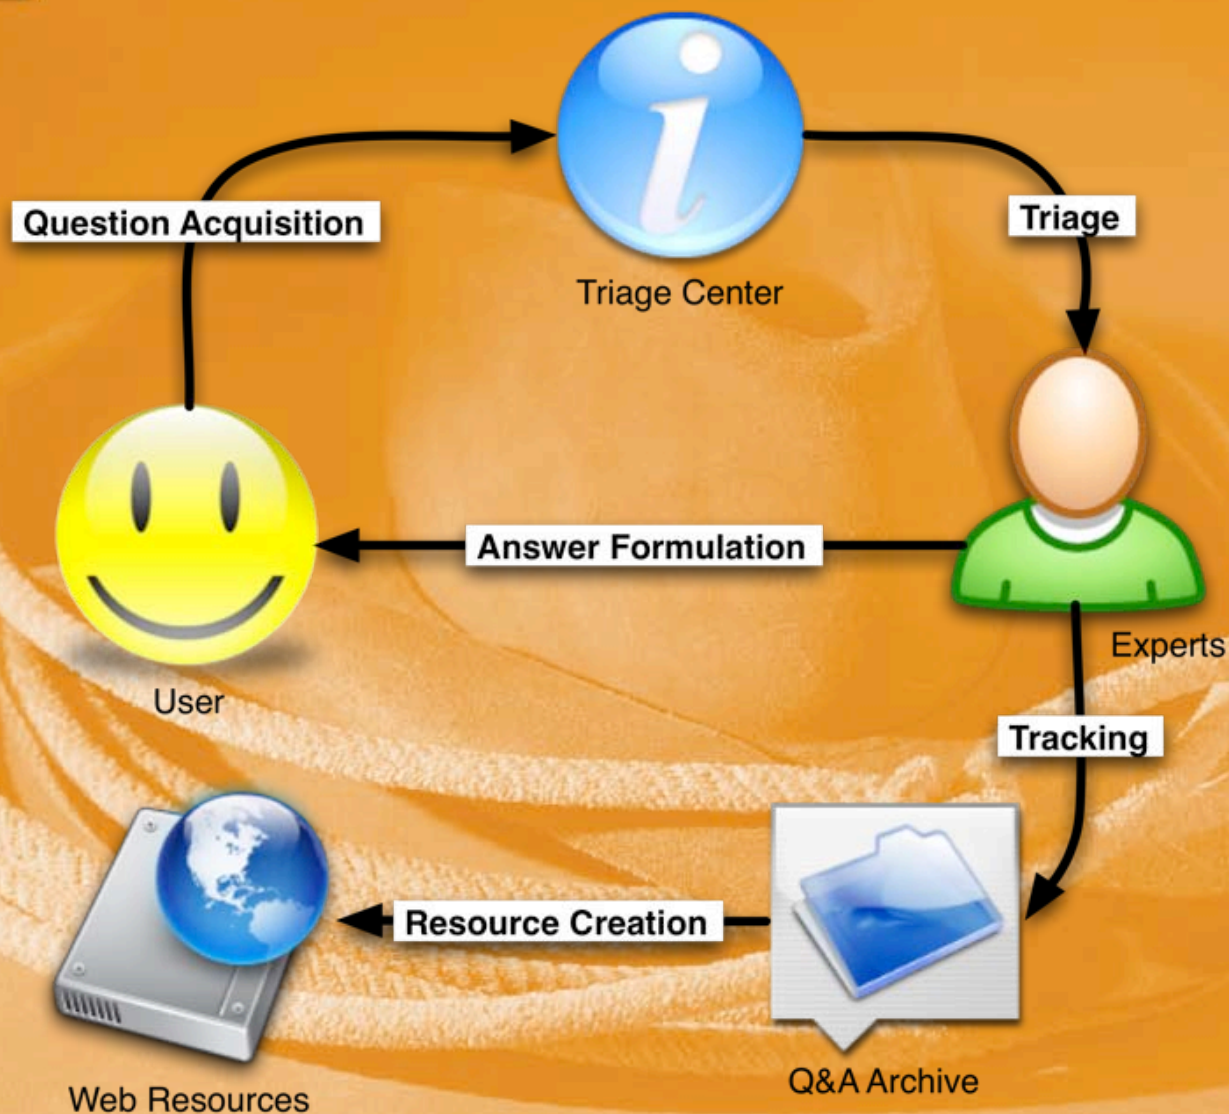 Question Acquisition
Triage
Triage Center
Answer Formulation
Experts
User
Tracking
Resource Creation
Q&A Archive
Web Resources